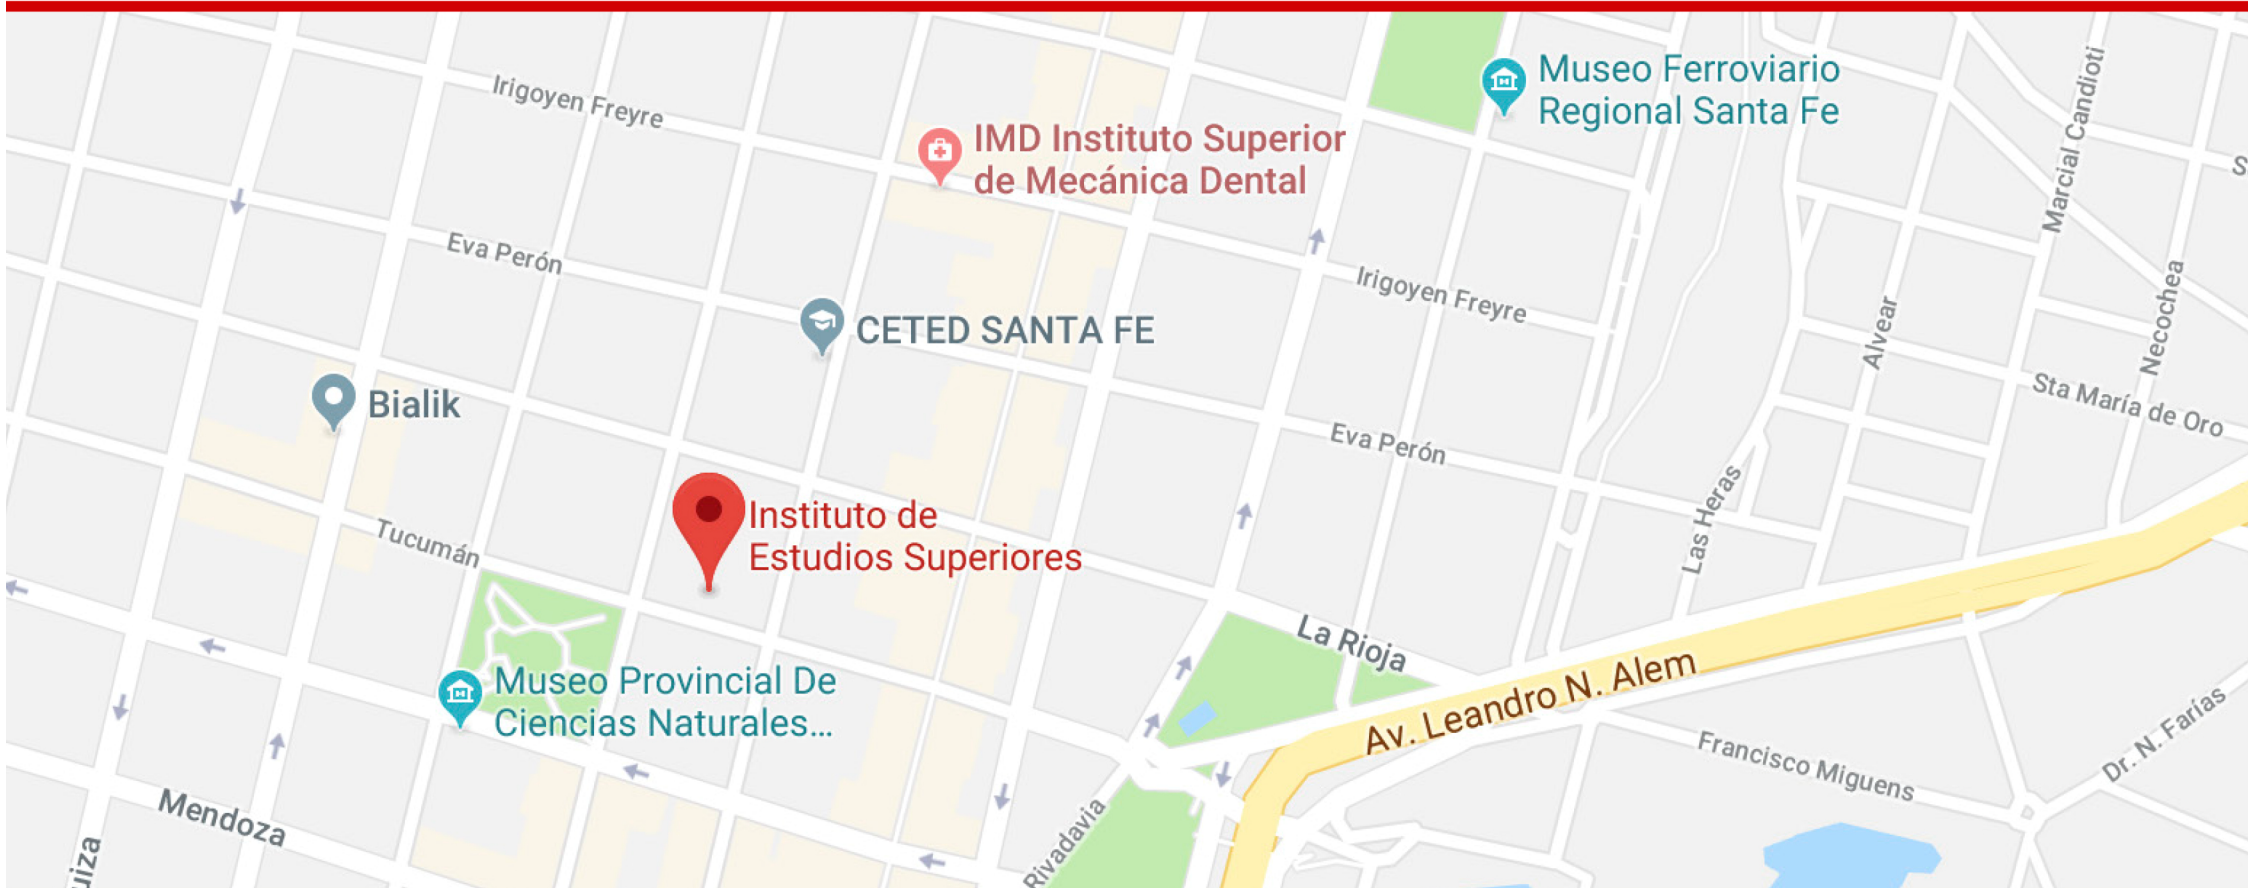 Museo Ferroviario
Regional Santa Fe
Irigoyen Freyre
IMD Instituto Superior
de Mecánica Dental
Marcial Candioti
Eva Perón
Irigoyen Freyre
Necochea
CETED SANTA FE
Alvear
Bialik
Sta María de Oro
Eva Perón
Las Heras
Instituto de
Estudios Superiores
Tucumán
La Rioja
Museo Provincial De
Ciencias Naturales...
Av. Leandro N. Alem
Dr. N. Farías
Francisco Miguens
Mendoza
Rivadavia
uiza
S